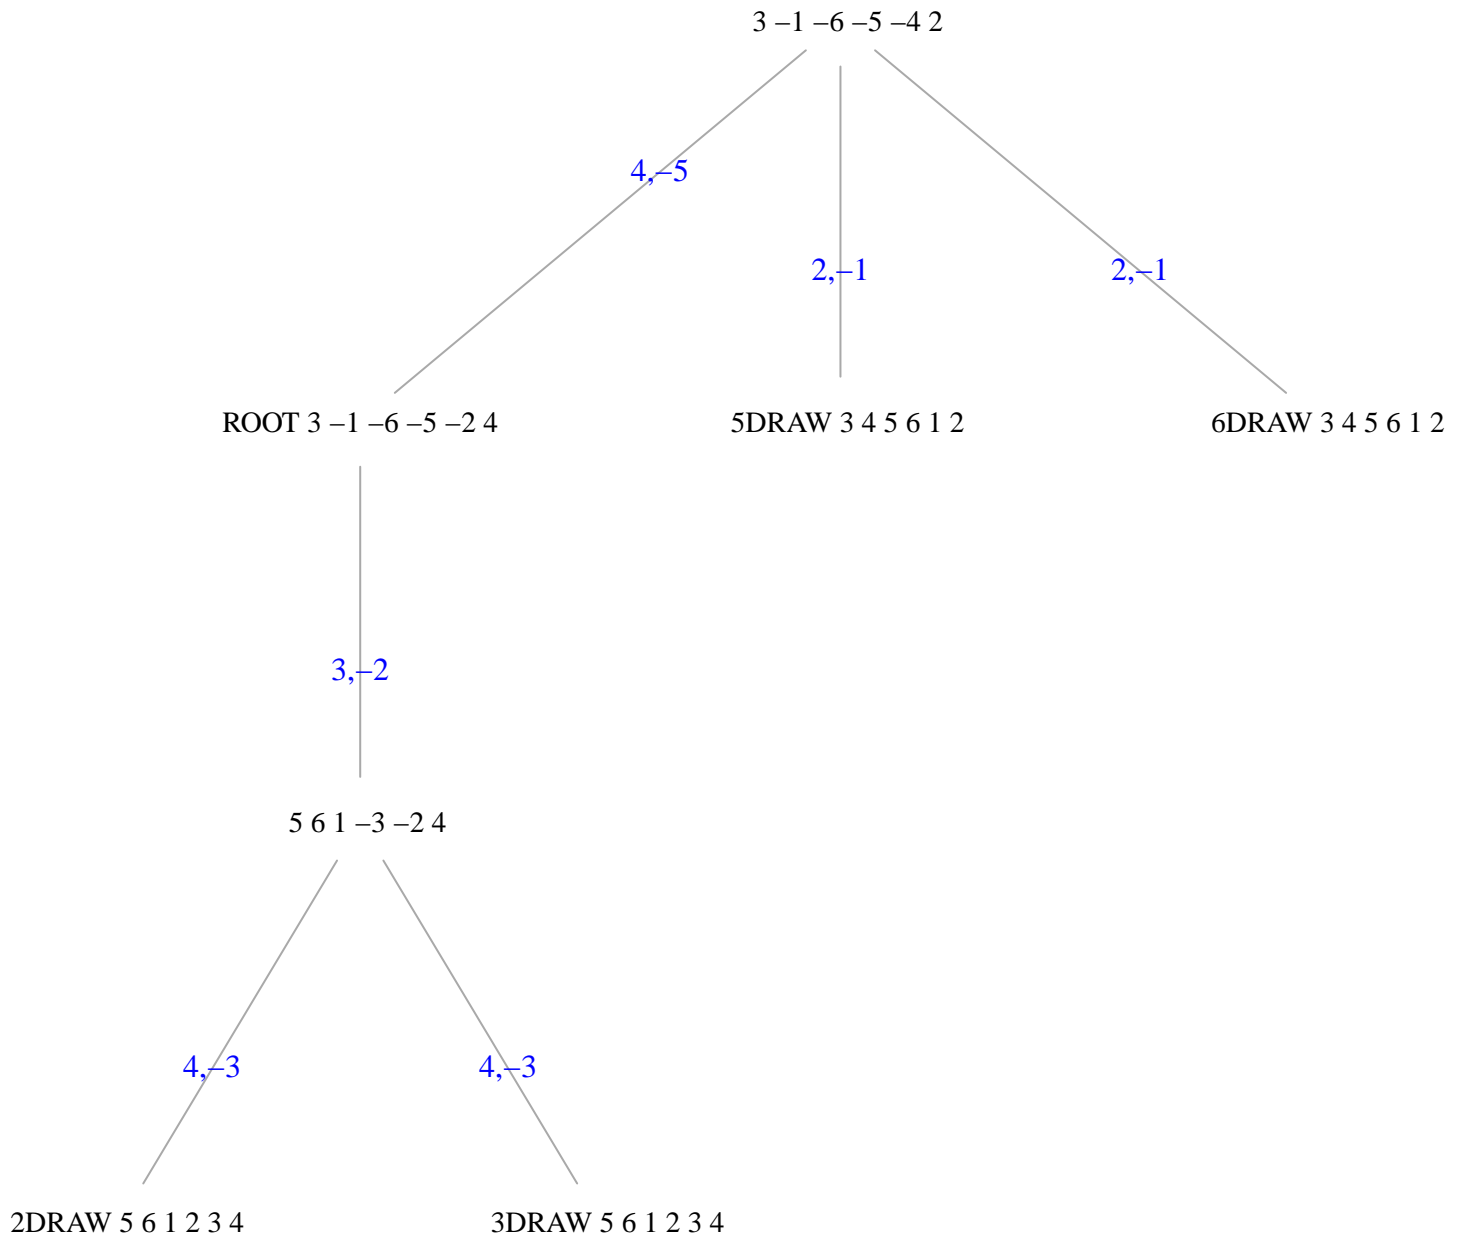 3 –1 –6 –5 –4 2
4,–5
2,–1
2,–1
ROOT 3 –1 –6 –5 –2 4
5DRAW 3 4 5 6 1 2
6DRAW 3 4 5 6 1 2
3,–2
5 6 1 –3 –2 4
4,–3
4,–3
2DRAW 5 6 1 2 3 4
3DRAW 5 6 1 2 3 4